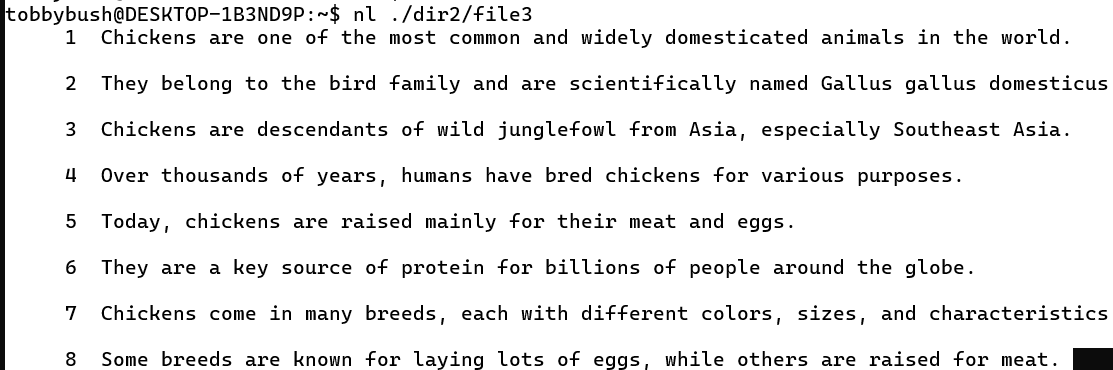 tobbybush@DESKTOP-1B3ND9P:~$ nl ./dir2/file3
1 Chickens are one of the most common and widely domesticated animals in the world.
2 They belong to the bird family and are scientifically named Gallus gallus domesticus
3 Chickens are descendants of wild junglefowl from Asia, especially Southeast Asia.
4 Over thousands of years, humans have bred chickens for various purposes.
5 Today, chickens are raised mainly for their meat and eggs.
6 They are a key source of protein for billions of people around the globe.
7 Chickens come in many breeds, each with different colors, sizes, and characteristics
8 Some breeds are known for laying lots of eggs, while others are raised for meat.